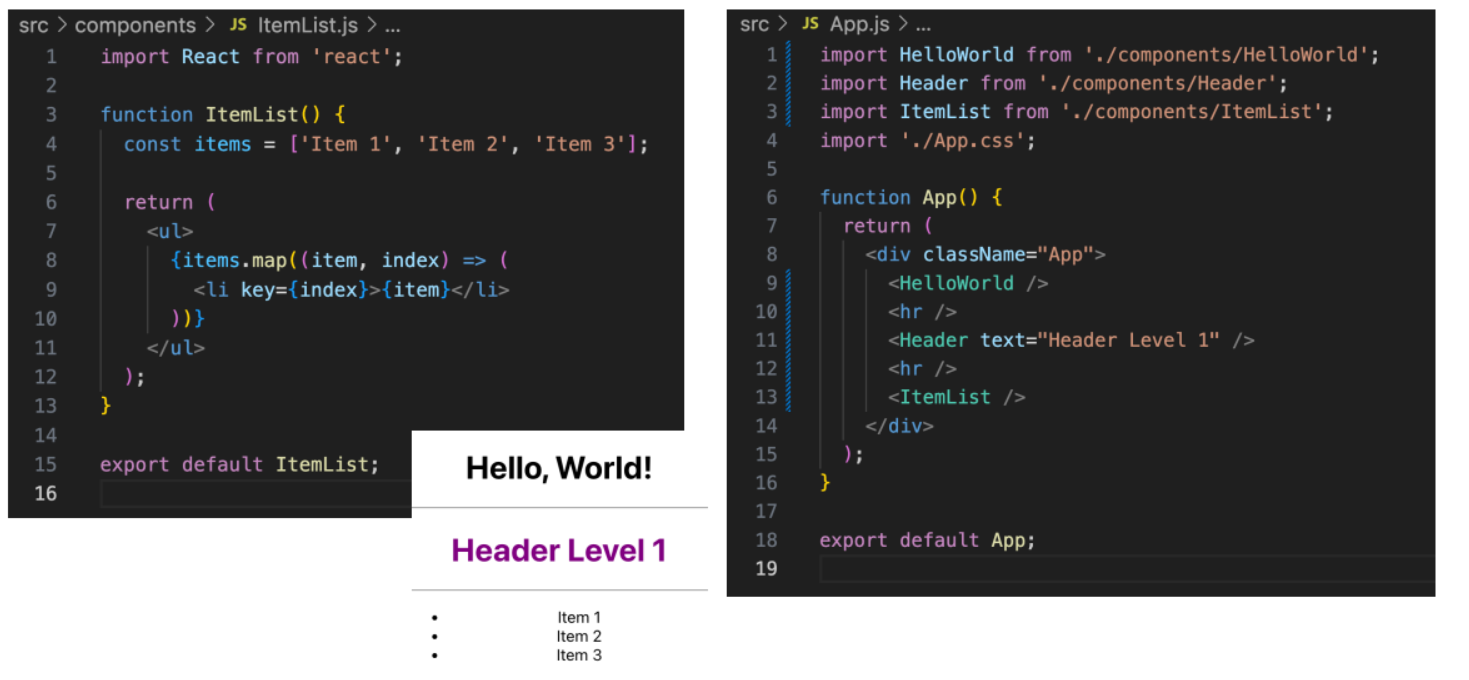 src > components > JS ItemList.js > ...
1 import React from 'react';
2
3 function ItemList() {
4   const items = ['Item 1', 'Item 2', 'Item 3'];
5
6   return (
7     <ul>
8       {items.map((item, index) => (
9         <li key={index}>{item}</li>
10       ))}
11     </ul>
12   );
13 }
14
15 export default ItemList;
16
Hello, World!
Header Level 1
• Item 1
• Item 2
• Item 3
src > JS App.js > ...
1 import HelloWorld from './components/HelloWorld';
2 import Header from './components/Header';
3 import ItemList from './components/ItemList';
4 import './App.css';
5
6 function App() {
7   return (
8     <div className="App">
9       <HelloWorld />
10       <hr />
11       <Header text="Header Level 1" />
12       <hr />
13       <ItemList />
14     </div>
15   );
16 }
17
18 export default App;
19